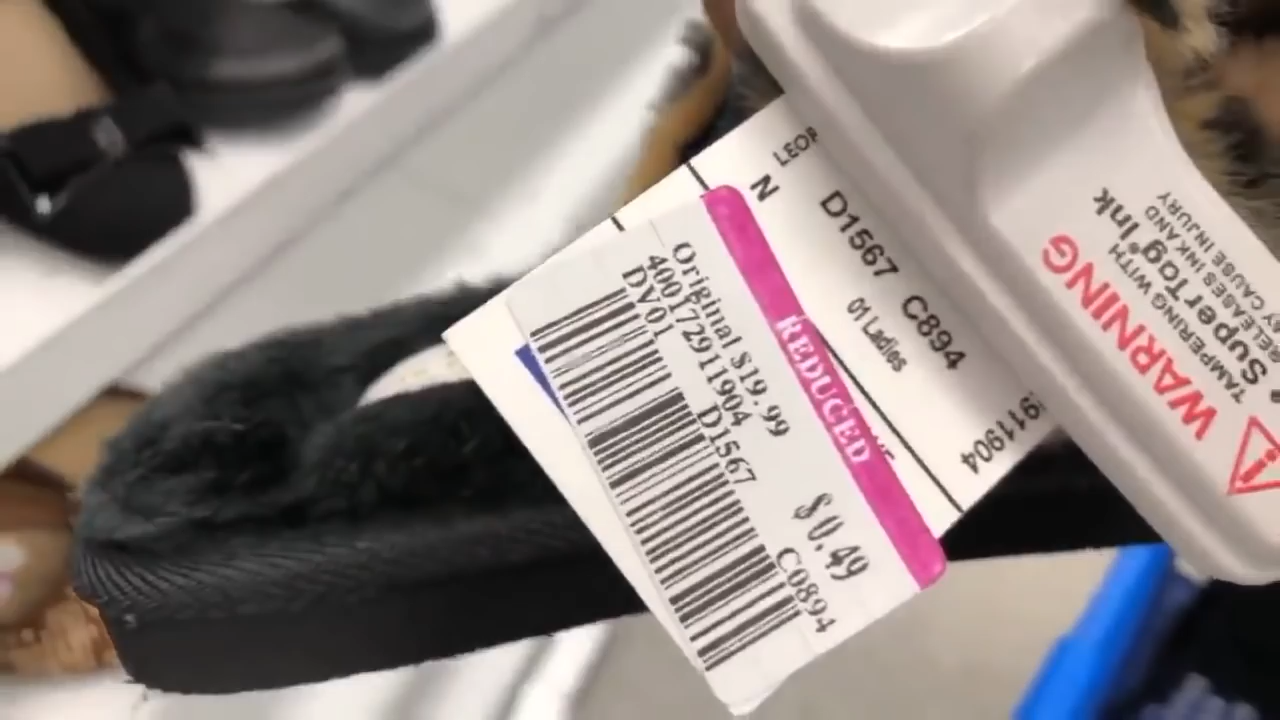 LEOP
N
D1567 C894
01 Ladies
911904
REDUCED
Original $19.99
400172911904
DV01
D1567
$0.49
C0894
WARNING
TAMPERING WITH
SuperTag® Ink
RELEASES INK AND
MAY CAUSE INJURY